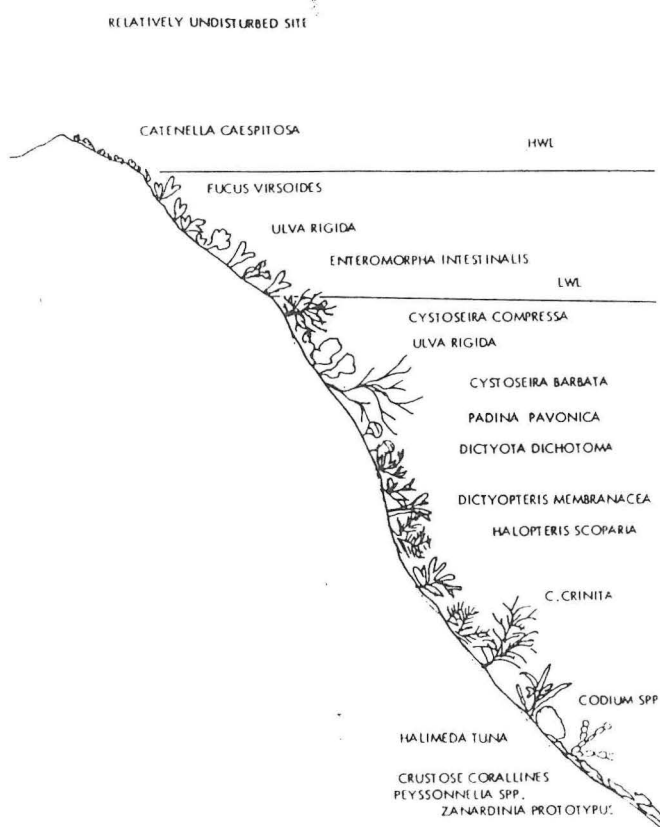 RELATIVELY UNDISTURBED SITE
CATENELLA CAESPITOSA
HWL
FUCUS VIRSOIDES
ULVA RIGIDA
ENTEROMORPHA INTESTINALIS
LWL
CYSTOSEIRA COMPRESSA
ULVA RIGIDA
CYSTOSEIRA BARBATA
PADINA PAVONICA
DICTYOTA DICHOTOMA
DICTYOPTERIS MEMBRANACEA
HALOPTERIS SCOPARIA
C. CRINITA
CODIUM SPP
HALIMEDA TUNA
CRUSTOSE CORALLINES
PEYSSONNELIA SPP.
ZANARDINIA PROTOTYPU